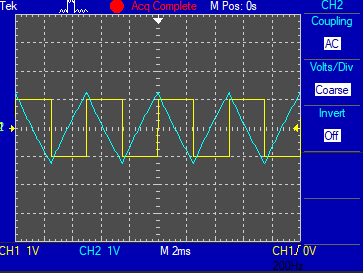 Tek Acq Complete M Pos: 0s CH2
Coupling
AC
Volts/Div
Coarse
Invert
Off
CH1 1V CH2 1V M 2ms CH1 0V